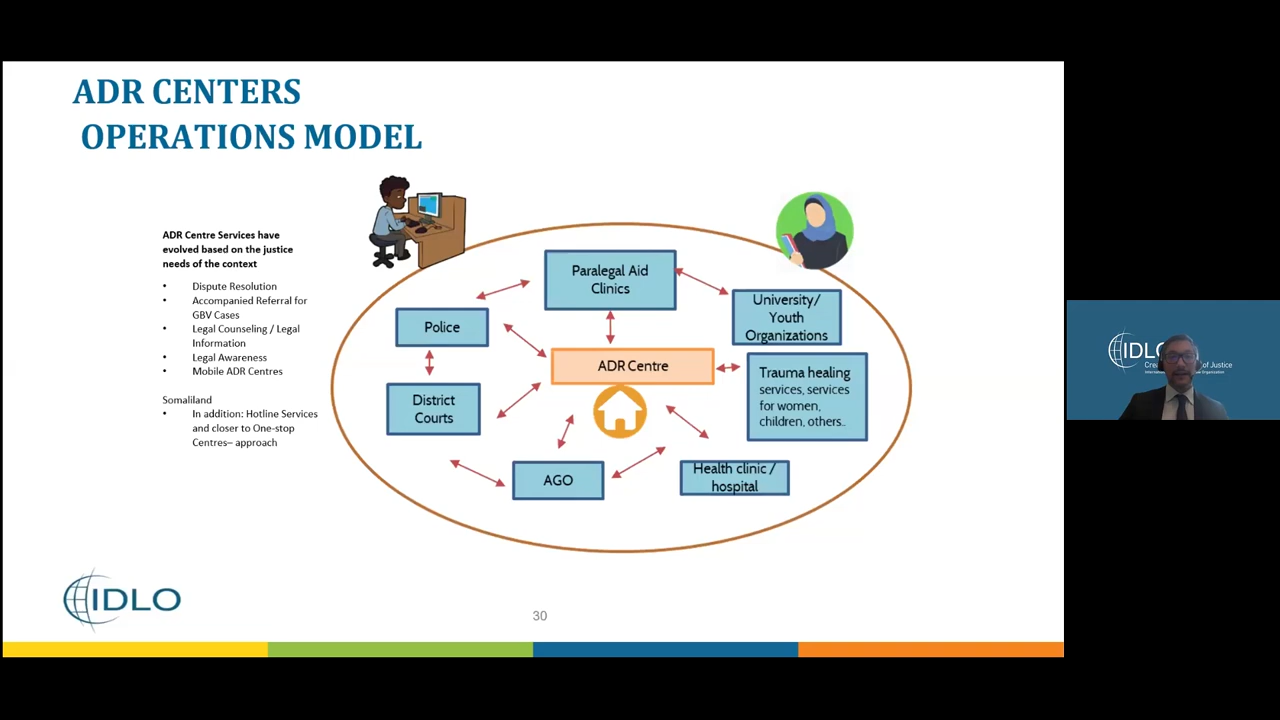 ADR CENTERS
OPERATIONS MODEL
ADR Centre Services have
evolved based on the justice
needs of the context
• Dispute Resolution
• Accompanied Referral for
GBV Cases
• Legal Counseling / Legal
Information
• Legal Awareness
• Mobile ADR Centres
Somaliland
• In addition: Hotline Services
and closer to One-stop
Centres– approach
Paralegal Aid
Clinics
University/
Youth
Organizations
Police
ADR Centre
Trauma healing
services, services
for women,
children, others..
District
Courts
AGO
Health clinic /
hospital
IDLO
30
IDLO
of Justice